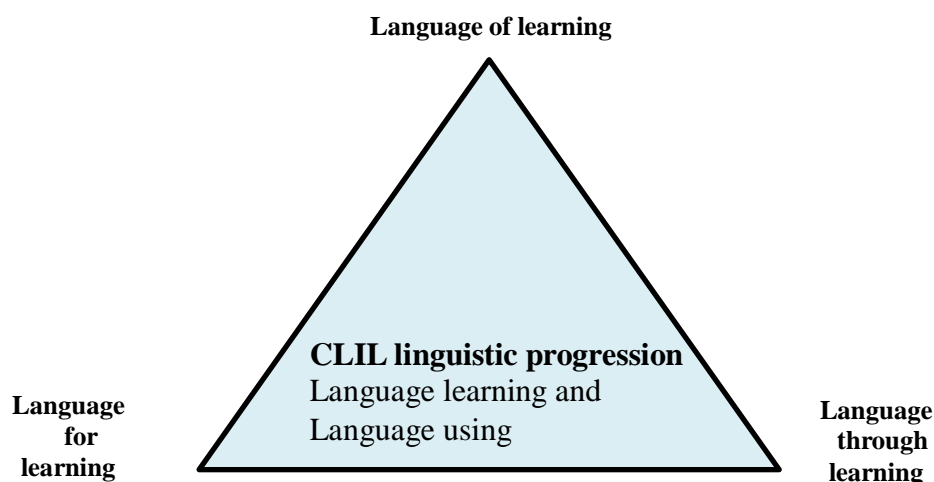 Language of learning
CLIL linguistic progression
Language learning and
Language using
Language
for
learning
Language
through
learning